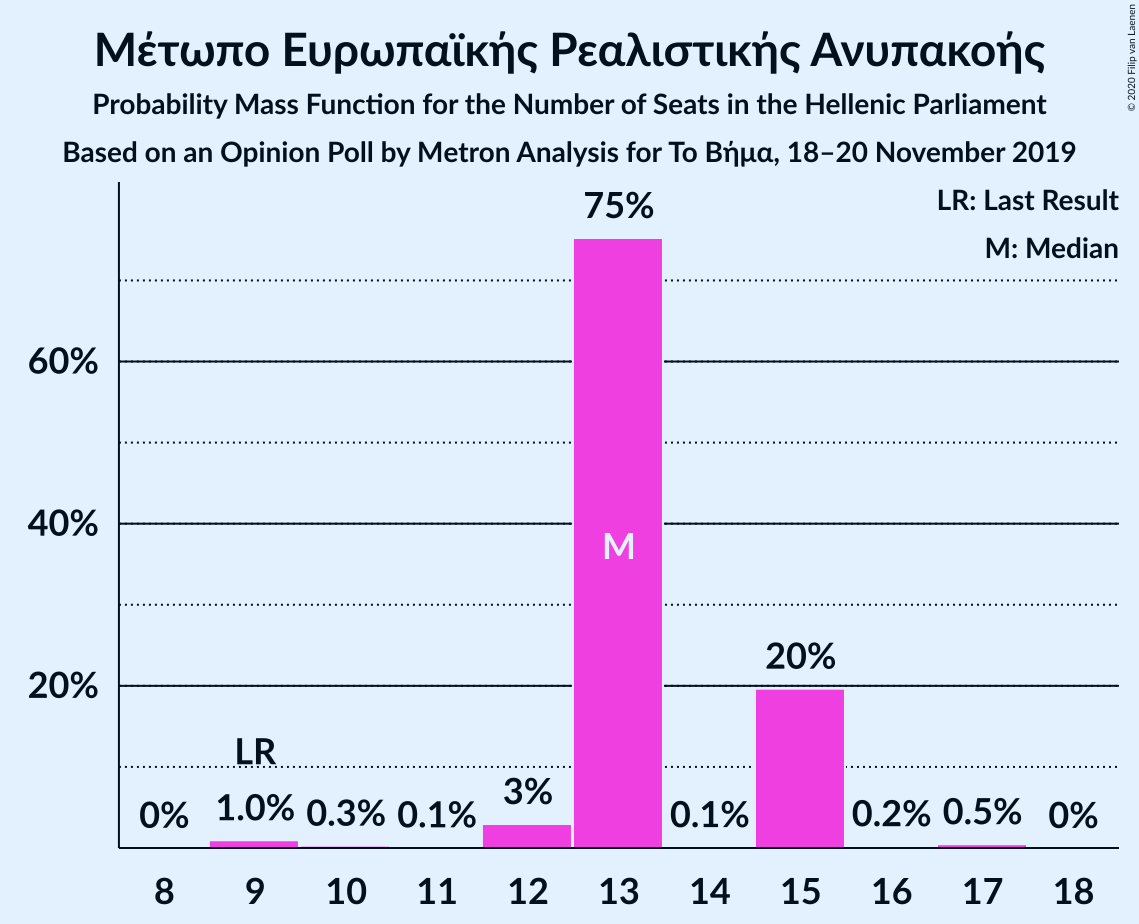 Μέτωπο Ευρωπαϊκής Ρεαλιστικής Ανυπακοής
Probability Mass Function for the Number of Seats in the Hellenic Parliament
Based on an Opinion Poll by Metron Analysis for Το Βήμα, 18–20 November 2019
© 2020 Filip van Laenen
LR: Last Result
M: Median
75%
60%
40%
20%
M
20%
LR
0%
1.0%
0.3%
0.1%
3%
0.1%
0.2%
0.5%
0%
8 9 10 11 12 13 14 15 16 17 18